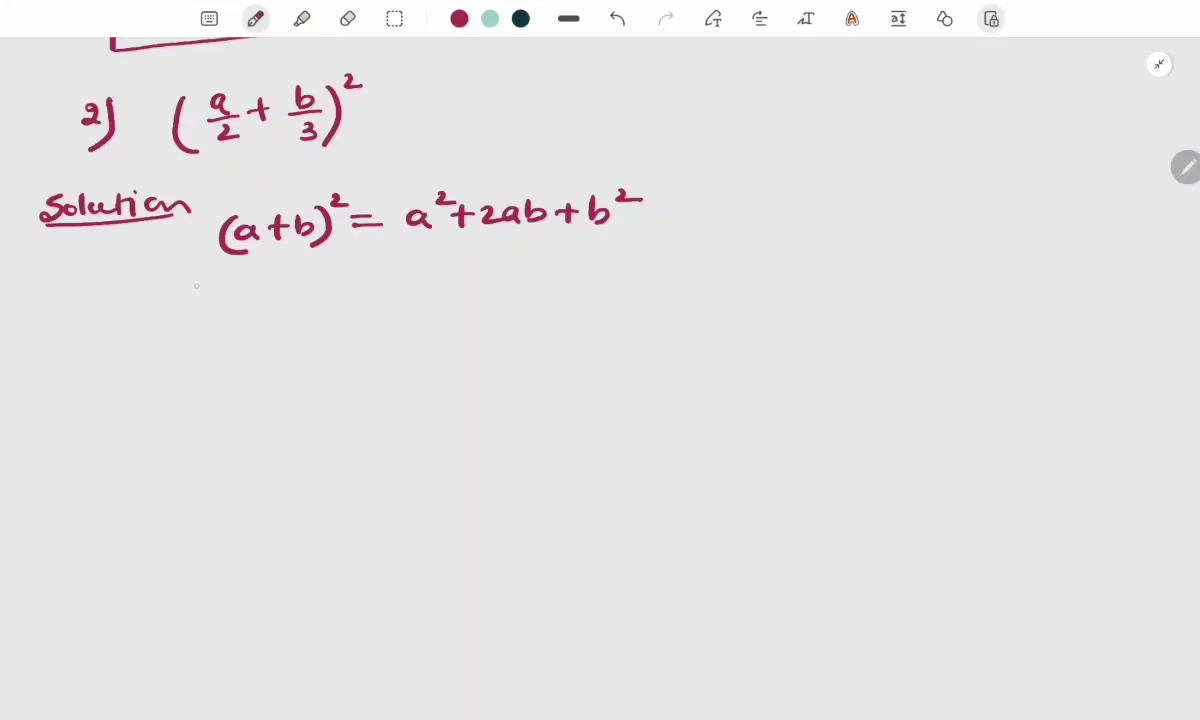 2) (a/2 + b/3)²
Solution (a+b)² = a²+2ab+b²